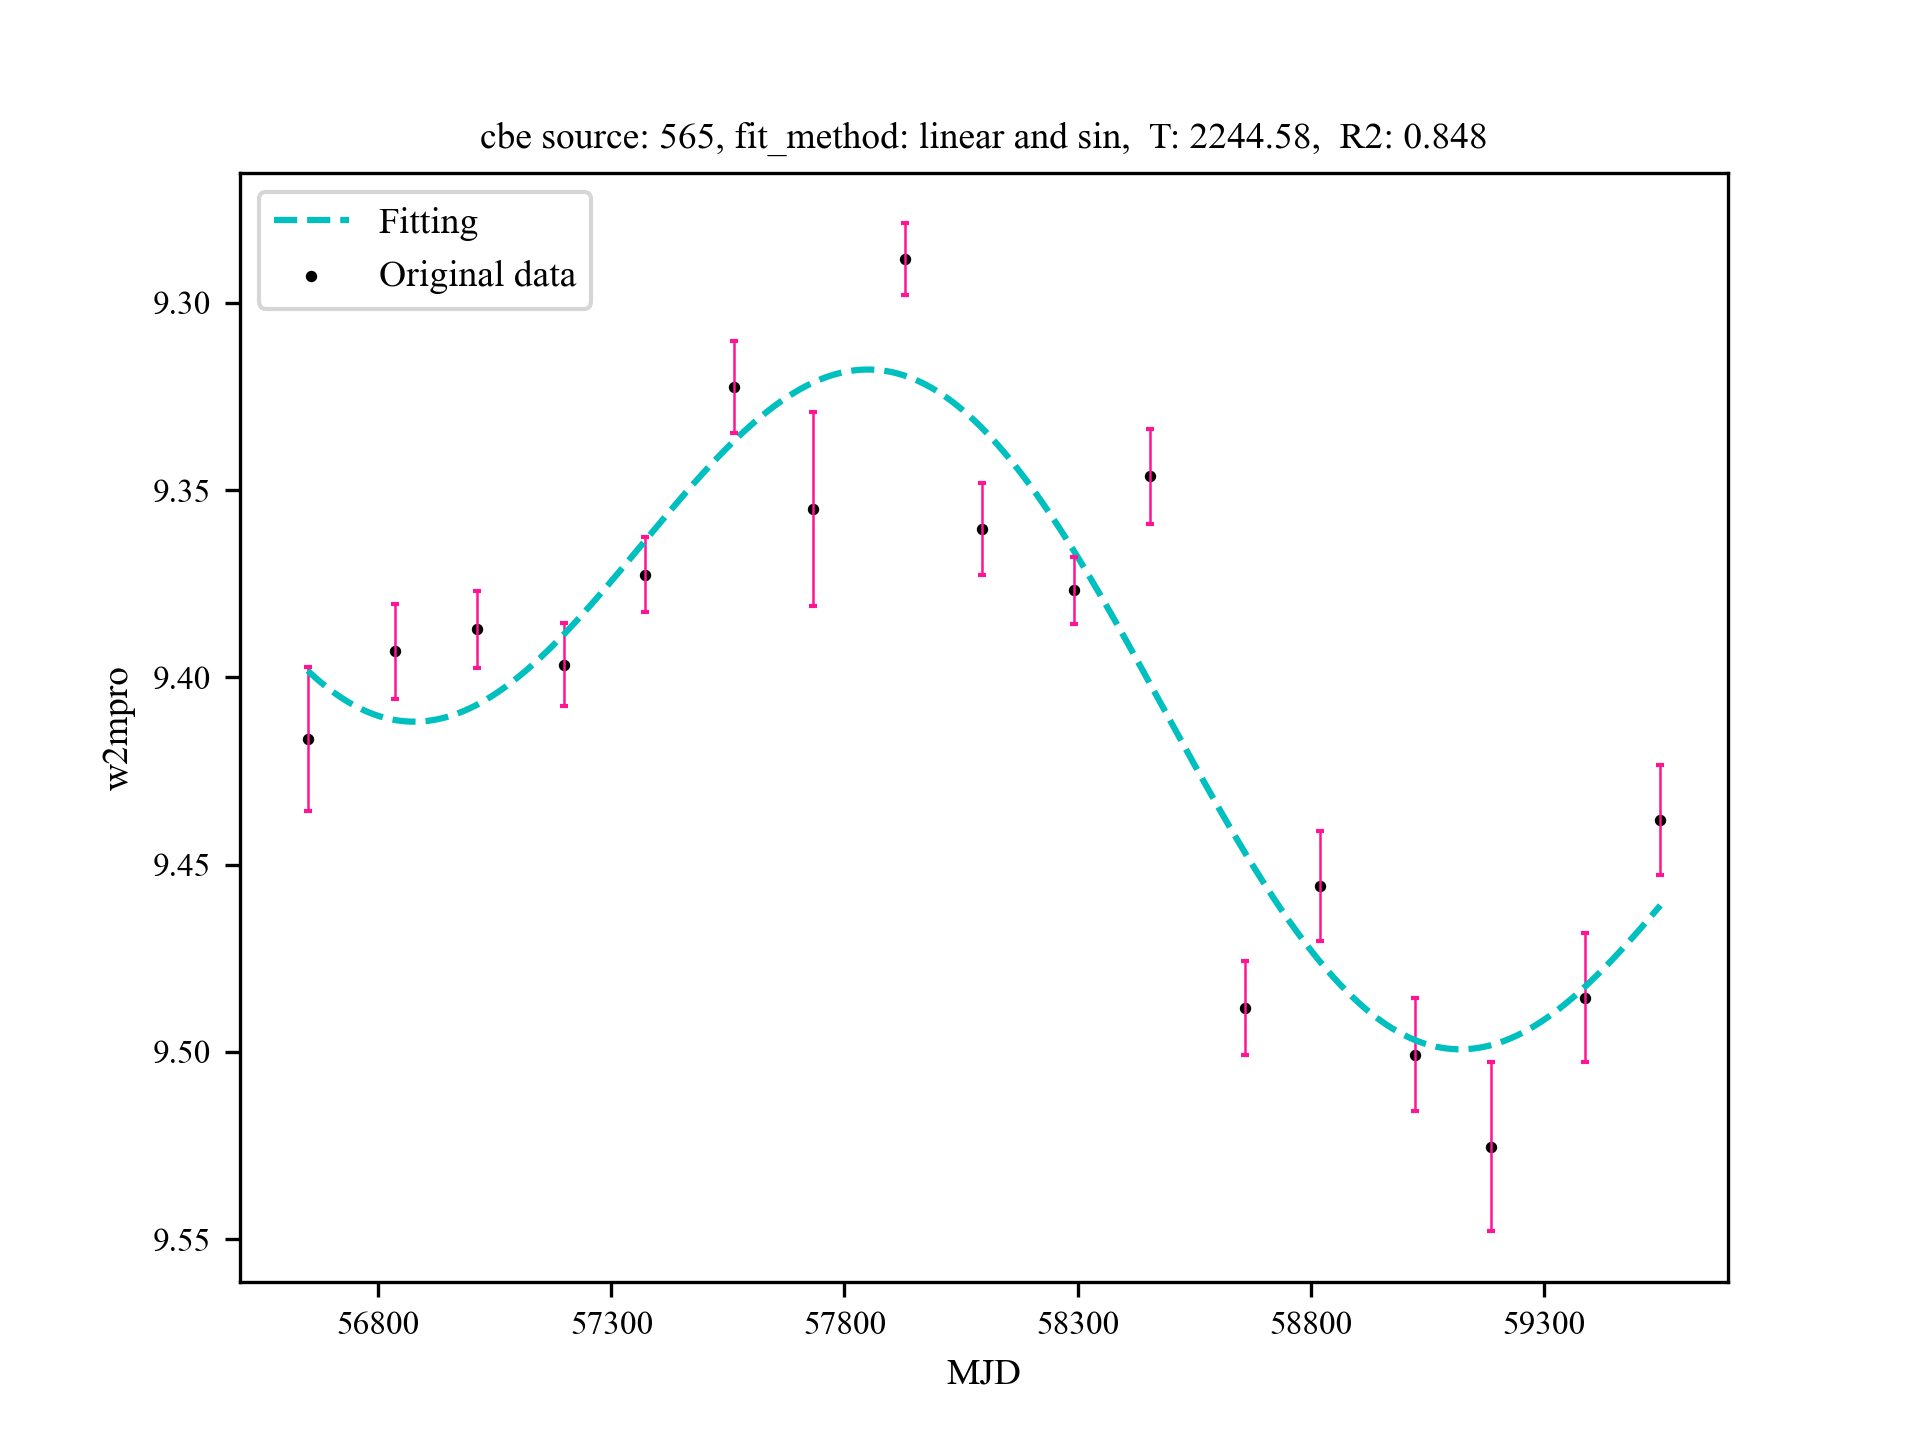 cbe source: 565, fit_method: linear and sin,  T: 2244.58,  R2: 0.848
Fitting
Original data
9.30
9.35
9.40
9.45
9.50
9.55
w2mpro
56800
57300
57800
58300
58800
59300
MJD